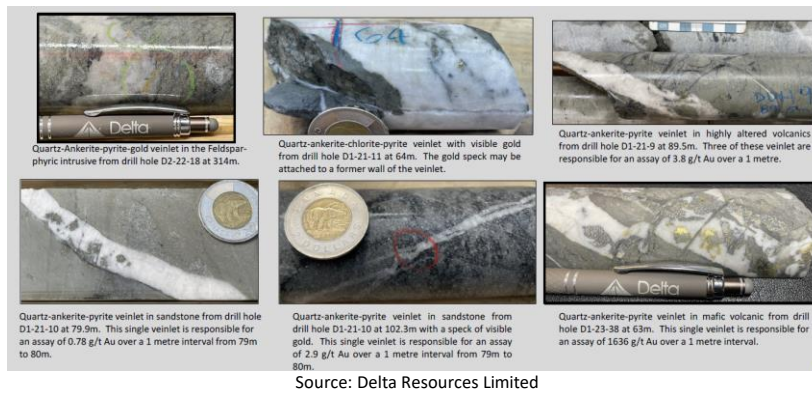 Delta
Quartz-Ankerite-pyrite-gold veinlet in the Feldspar-
phyric intrusive from drill hole D2-22-18 at 314m.
64
Quartz-ankerite-chlorite-pyrite veinlet with visible gold
from drill hole D1-21-11 at 64m. The gold speck may be
attached to a former wall of the veinlet.
Quartz-ankerite-pyrite veinlet in highly altered volcanics
from drill hole D1-21-9 at 89.5m. Three of these veinlet are
responsible for an assay of 3.8 g/t Au over a 1 metre.
Quartz-ankerite-pyrite veinlet in sandstone from drill hole
D1-21-10 at 79.9m. This single veinlet is responsible for
an assay of 0.78 g/t Au over a 1 metre interval from 79m
to 80m.
Quartz-ankerite-pyrite veinlet in sandstone from
drill hole D1-21-10 at 102.3m with a speck of visible
gold. This single veinlet is responsible for an assay
of 2.9 g/t Au over a 1 metre interval from 79m to
80m.
Delta
Quartz-ankerite-pyrite veinlet in mafic volcanic from drill
hole D1-23-38 at 63m. This single veinlet is responsible for
an assay of 1636 g/t Au over a 1 metre interval.
Source: Delta Resources Limited